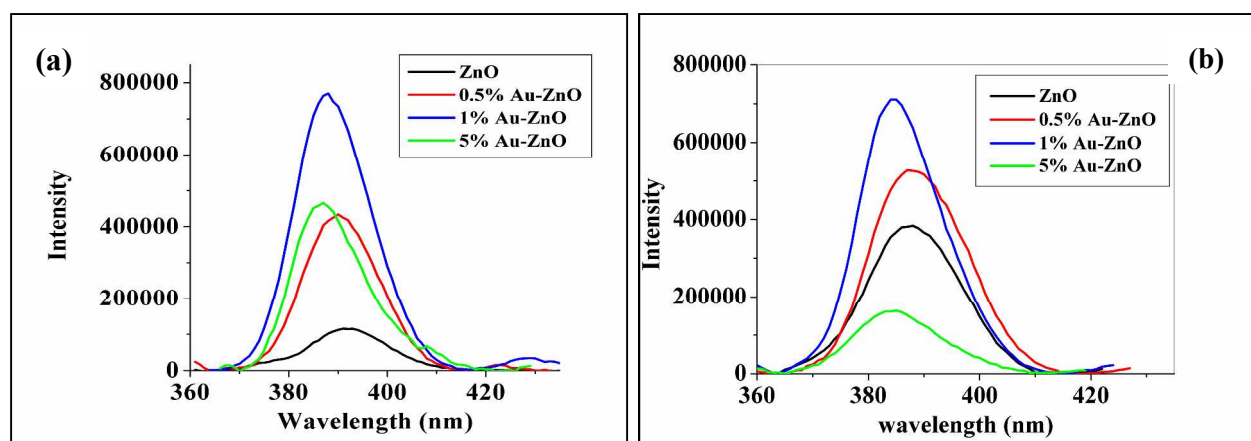 (a)
ZnO
0.5% Au-ZnO
1% Au-ZnO
5% Au-ZnO
800000
600000
400000
200000
0
Intensity
360 380 400 420
Wavelength (nm)
(b)
ZnO
0.5% Au-ZnO
1% Au-ZnO
5% Au-ZnO
800000
600000
400000
200000
0
Intensity
360 380 400 420
wavelength (nm)